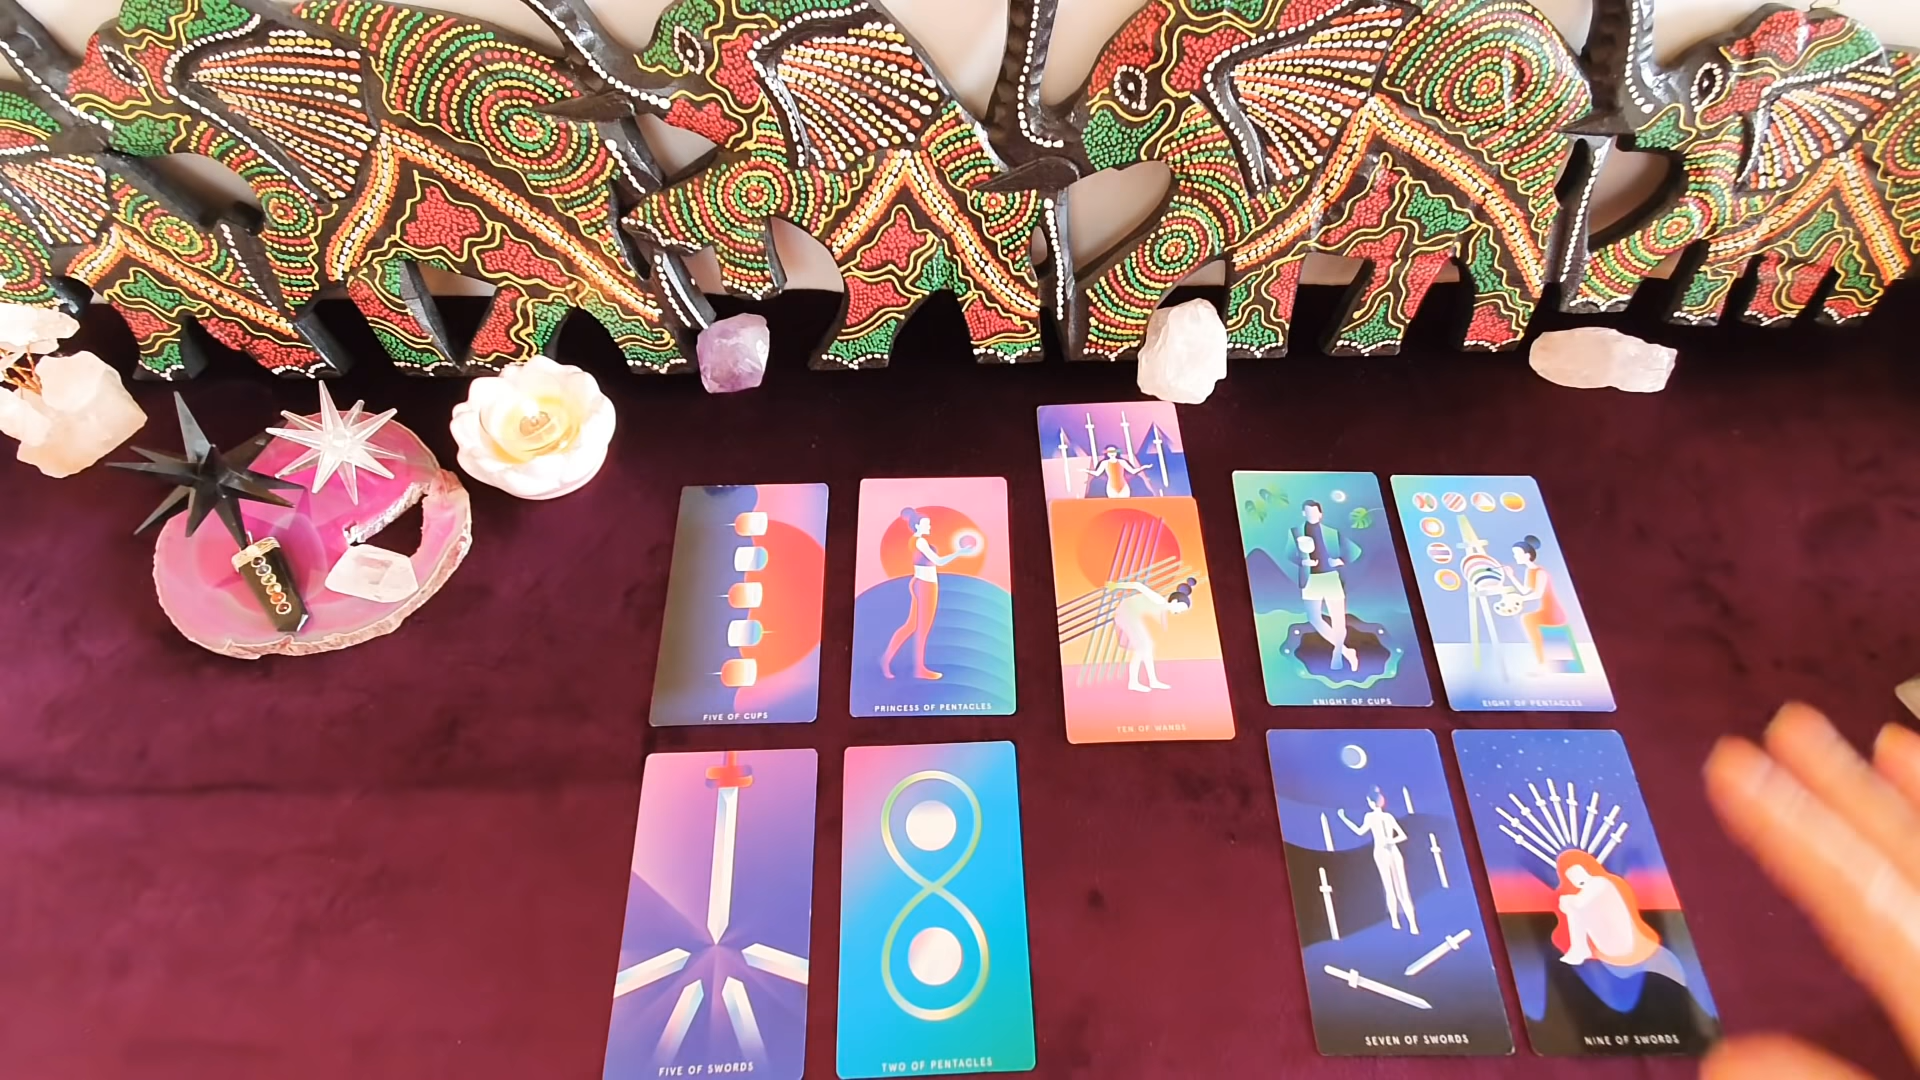 FIVE OF CUPS
PRINCESS OF PENTACLES
TEN OF WANDS
KNIGHT OF CUPS
EIGHT OF PENTACLES
FIVE OF SWORDS
TWO OF PENTACLES
SEVEN OF SWORDS
NINE OF SWORDS